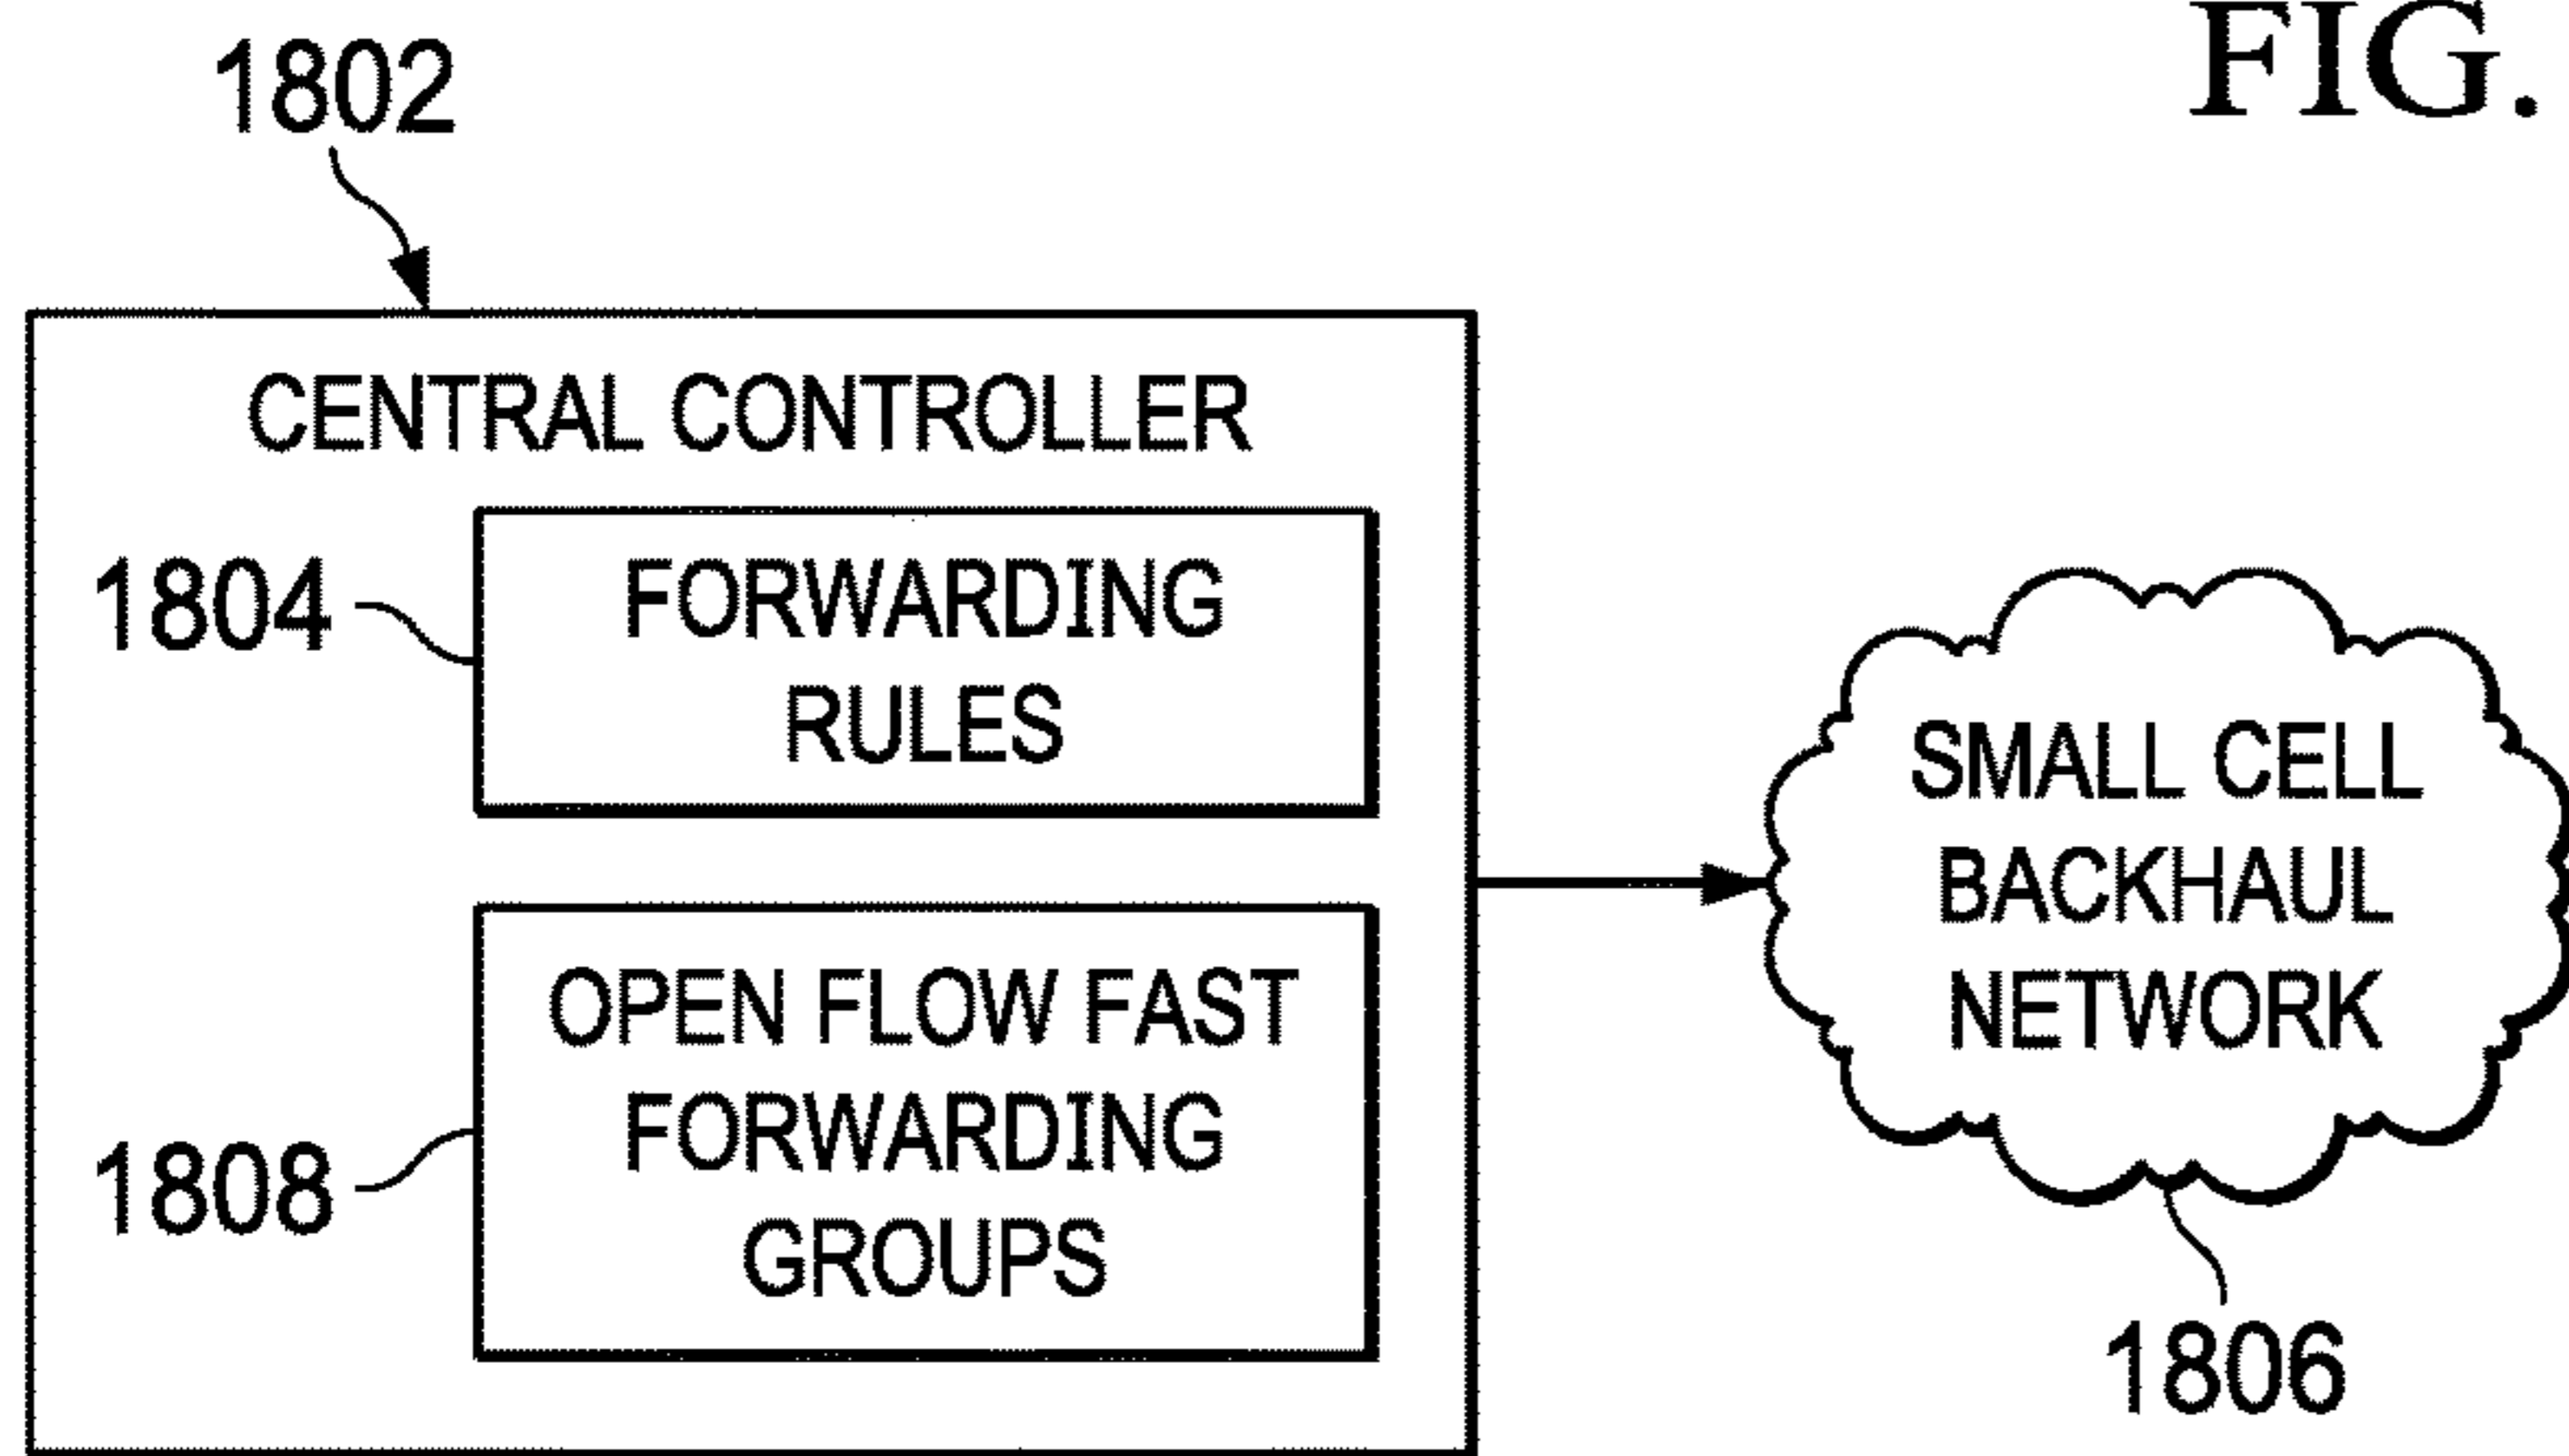 FIG.
1802
CENTRAL CONTROLLER
1804
FORWARDING
RULES
1808
OPEN FLOW FAST
FORWARDING
GROUPS
SMALL CELL
BACKHAUL
NETWORK
1806